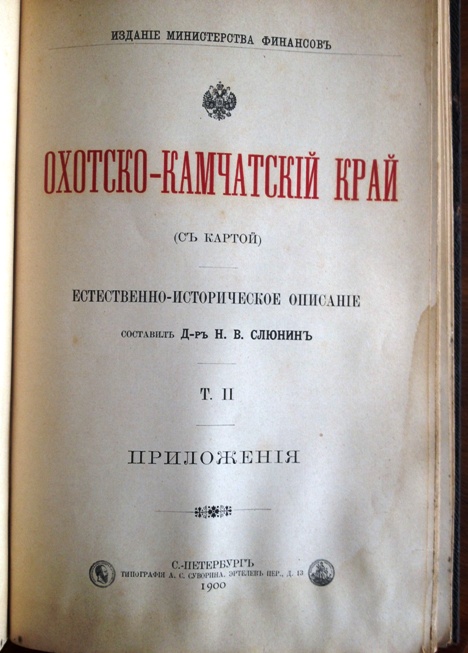 ИЗДАНІЕ МИНИСТЕРСТВА ФИНАНСОВЪ
ОХОТСКО-КАМЧАТСКІЙ КРАЙ
(СЪ КАРТОЙ)
ЕСТЕСТВЕННО-ИСТОРИЧЕСКОЕ ОПИСАНІЕ
СОСТАВИЛЪ Д-РЪ Н. В. СЛЮНИНЪ
Т. II
ПРИЛОЖЕНІЯ
С.-ПЕТЕРБУРГЪ
ТИПОГРАФІЯ А. С. СУВОРИНА. ЭРТЕЛЕВЪ ПЕР., Д. 13
1900